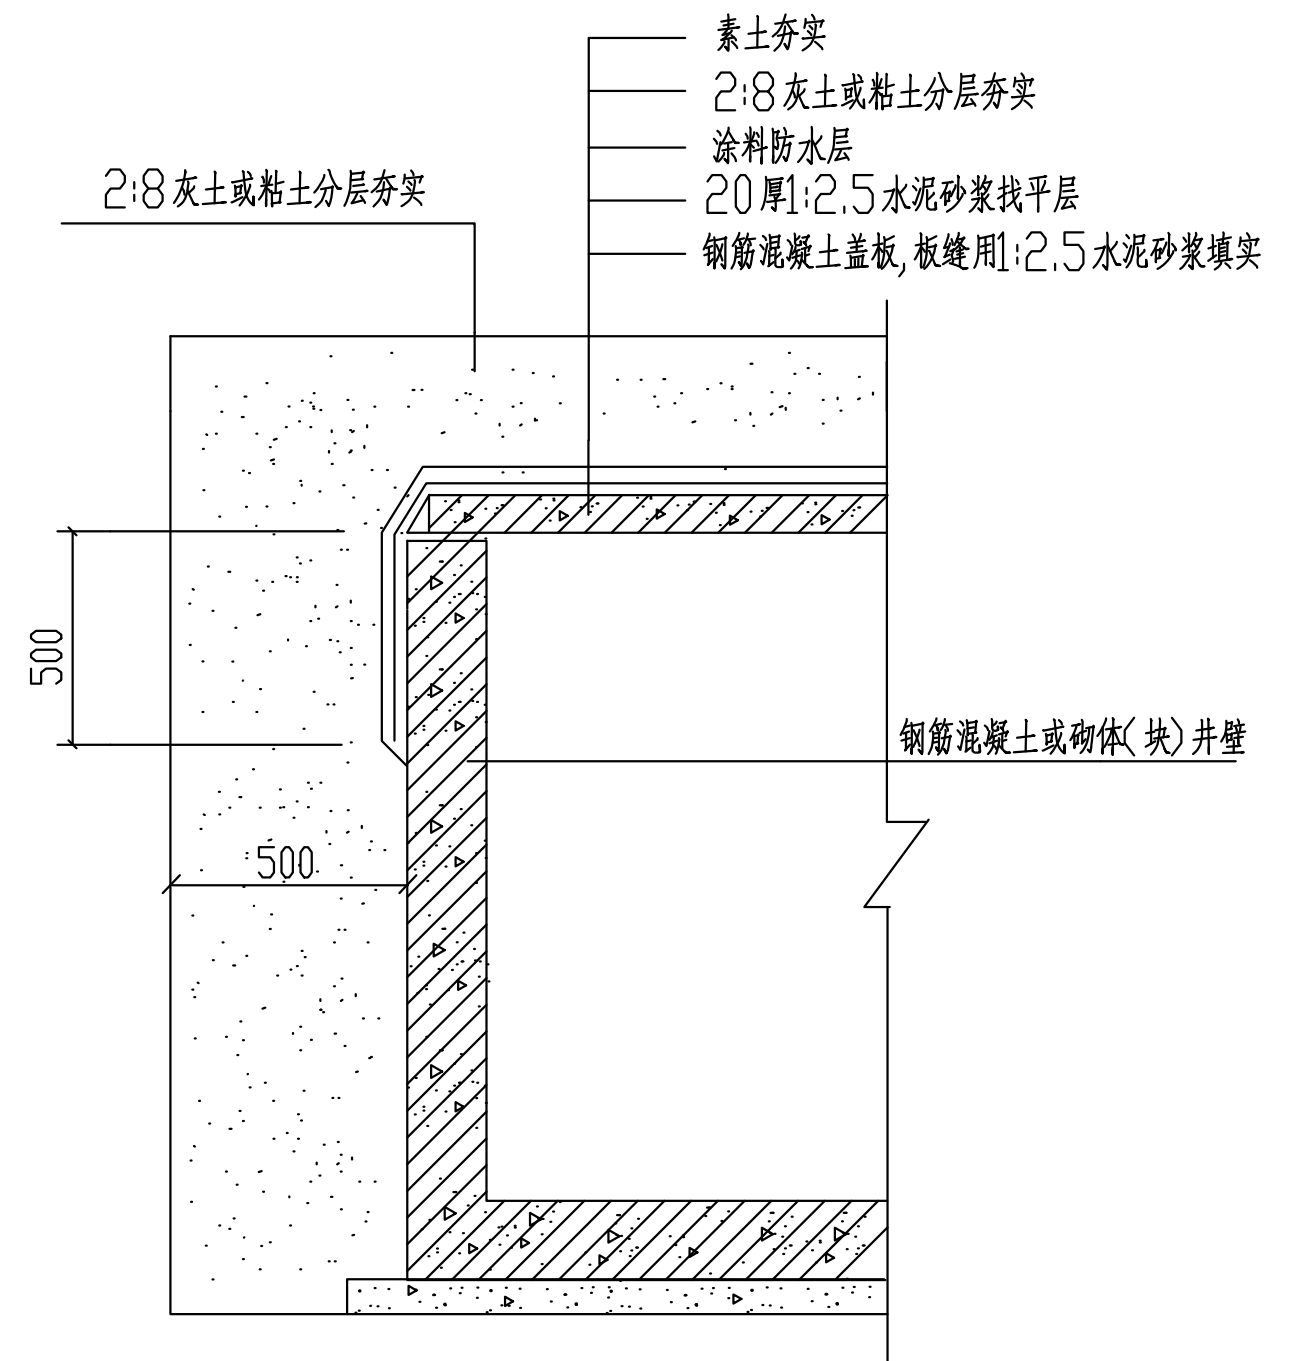 素土夯实
2:8灰土或粘土分层夯实
涂料防水层
2:8灰土或粘土分层夯实
20厚1:2.5水泥砂浆找平层
钢筋混凝土盖板,板缝用1:2.5水泥砂浆填实
500
钢筋混凝土或砌体(块)井壁
500